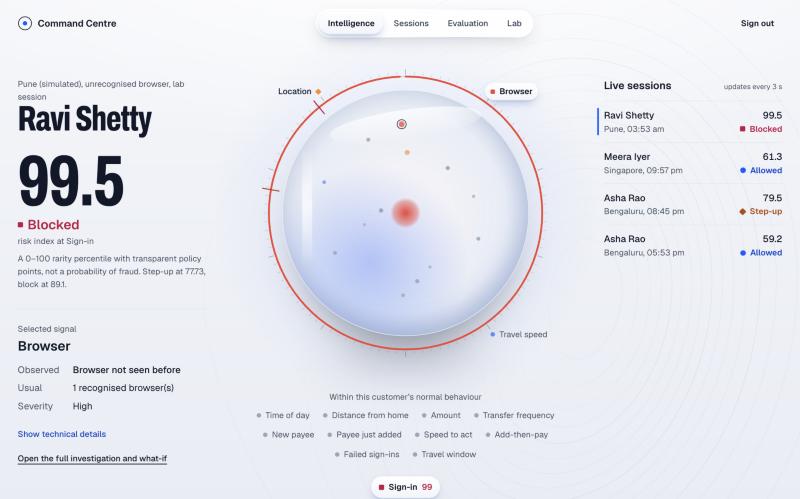 Command Centre
Intelligence
Sessions
Evaluation
Lab
Sign out
Pune (simulated), unrecognised browser, lab
session
Ravi Shetty
99.5
Blocked
risk index at Sign-in
A 0–100 rarity percentile with transparent policy
points, not a probability of fraud. Step-up at 77.73,
block at 89.1.
Selected signal
Browser
Observed Browser not seen before
Usual 1 recognised browser(s)
Severity High
Show technical details
Open the full investigation and what-if
Location
Browser
Travel speed
Within this customer's normal behaviour
Time of day Distance from home Amount Transfer frequency
New payee Payee just added Speed to act Add-then-pay
Failed sign-ins Travel window
Sign-in 99
Live sessions updates every 3 s
Ravi Shetty 99.5
Pune, 03:53 am Blocked
Meera Iyer 61.3
Singapore, 09:57 pm Allowed
Asha Rao 79.5
Bengaluru, 08:45 pm Step-up
Asha Rao 59.2
Bengaluru, 05:53 pm Allowed